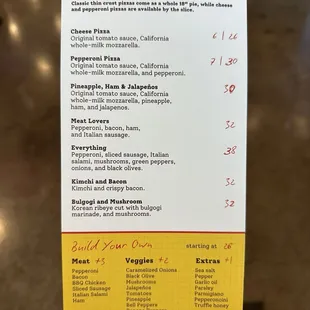 Classic thin crust pizzas come as a whole 18" pie, while cheese
and pepperoni pizzas are available by the slice.
Cheese Pizza 6 / 26
Original tomato sauce, California
whole-milk mozzarella.
Pepperoni Pizza 7 / 30
Original tomato sauce, California
whole-milk mozzarella, and pepperoni.
Pineapple, Ham & Jalapeños 30
Original tomato sauce, California
whole-milk mozzarella, pineapple,
ham, and jalapenos.
Meat Lovers 32
Pepperoni, bacon, ham,
and Italian sausage.
Everything 38
Pepperoni, sliced sausage, Italian
salami, mushrooms, green peppers,
onions, and black olives.
Kimchi and Bacon 32
Kimchi and crispy bacon.
Bulgogi and Mushroom 32
Korean ribeye cut with bulgogi
marinade, and mushrooms.
Build Your Own starting at 26
Meat +3 Veggies +2 Extras +1
Pepperoni Caramelized Onions Sea salt
Bacon Black Olive Pepper
BBQ Chicken Mushrooms Garlic oil
Sliced Sausage Jalapeños Parsley
Italian Salami Tomatoes Parmigiano
Ham Pineapple Pepperoncini
Bell Peppers Truffle honey